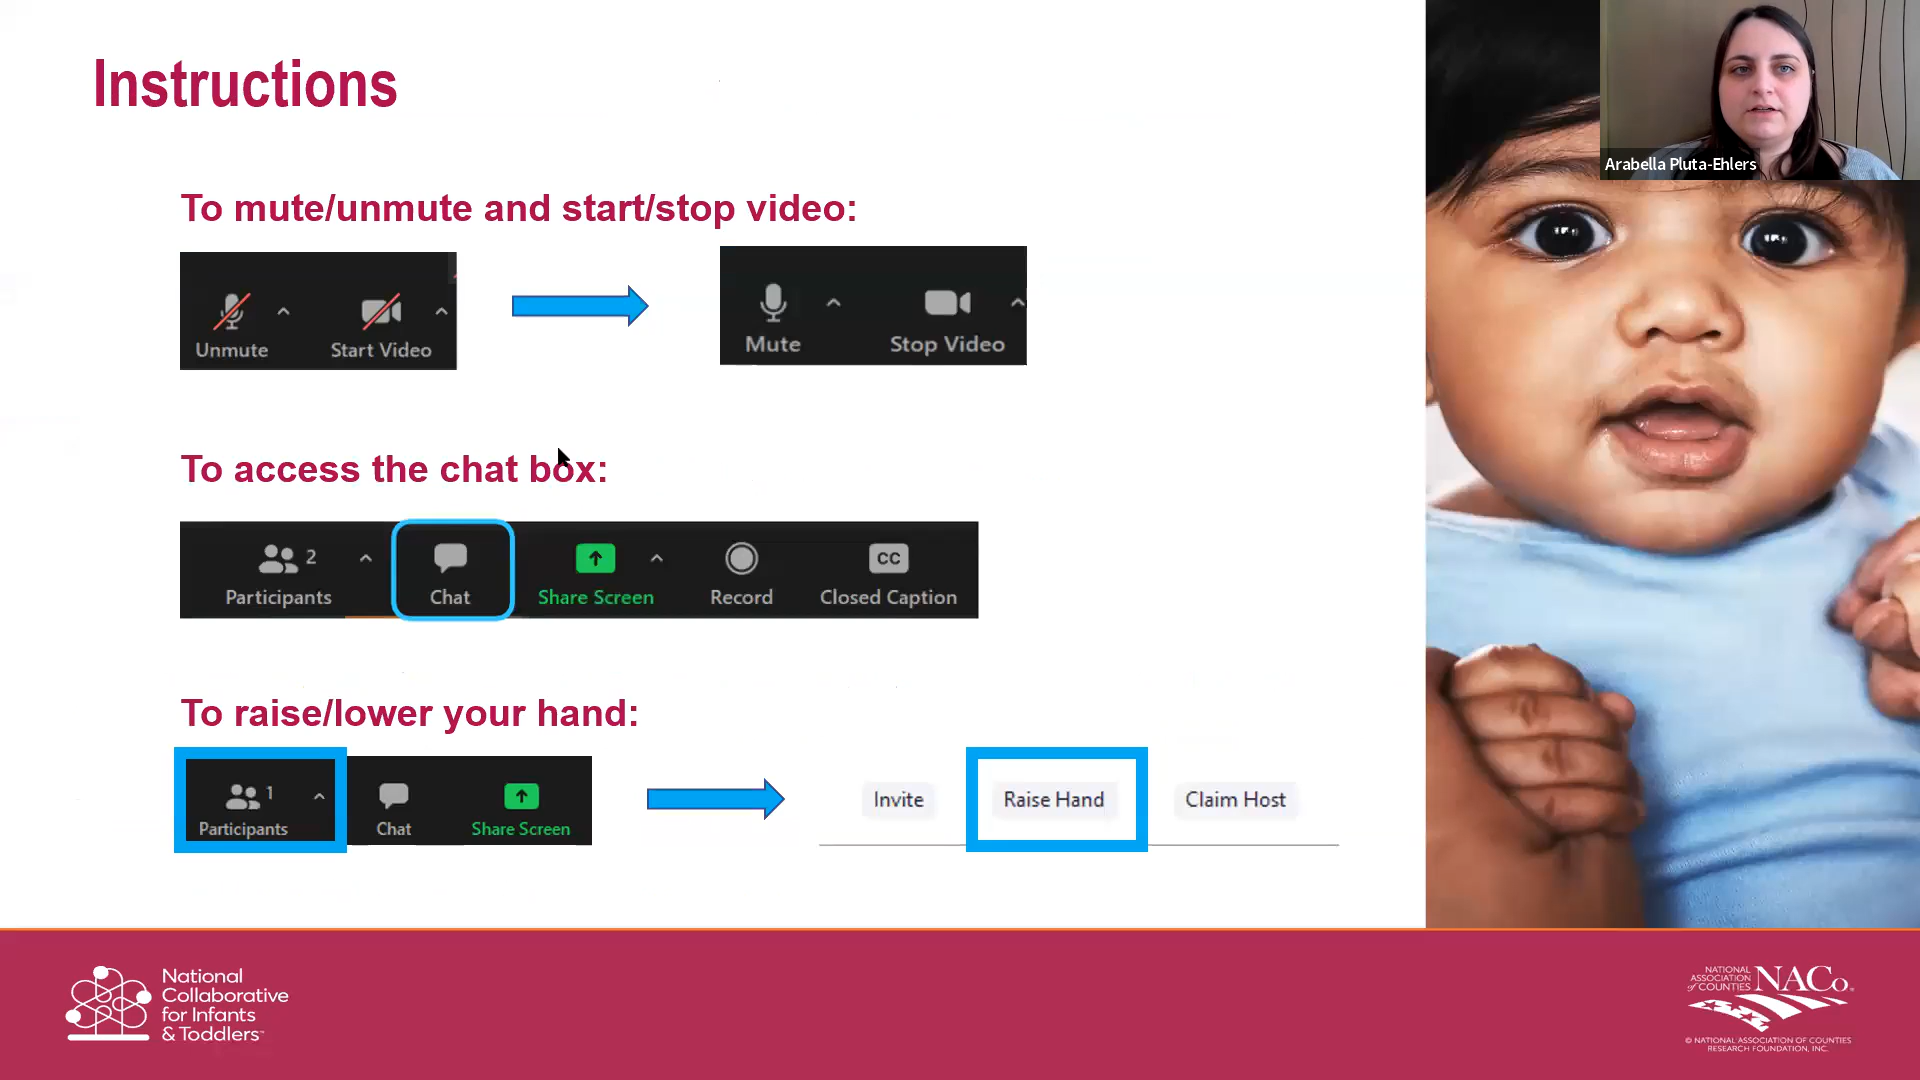 Instructions
Arabella Pluta-Ehlers
To mute/unmute and start/stop video:
Unmute Start Video
Mute Stop Video
To access the chat box:
2 CC
Participants Chat Share Screen Record Closed Caption
To raise/lower your hand:
1
Participants Chat Share Screen
Invite Raise Hand Claim Host
National
Collaborative
for Infants
& Toddlers™
NATIONAL
ASSOCIATION
of COUNTIES NACo®
© NATIONAL ASSOCIATION OF COUNTIES
RESEARCH FOUNDATION, INC.